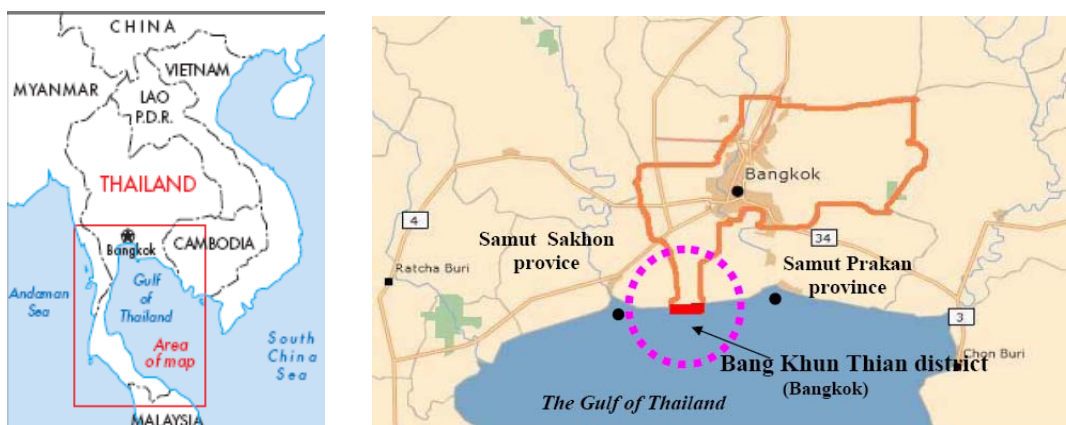 CHINA
MYANMAR
VIETNAM
LAO
P.D.R.
THAILAND
Bangkok
CAMBODIA
Gulf
of
Thailand
Andaman
Sea
Area
of map
South
China
Sea
MALAYSIA
Bangkok
4
34
Samut Sakhon
provice
Samut Prakan
province
Ratcha Buri
3
Chon Buri
Bang Khun Thian district
(Bangkok)
The Gulf of Thailand